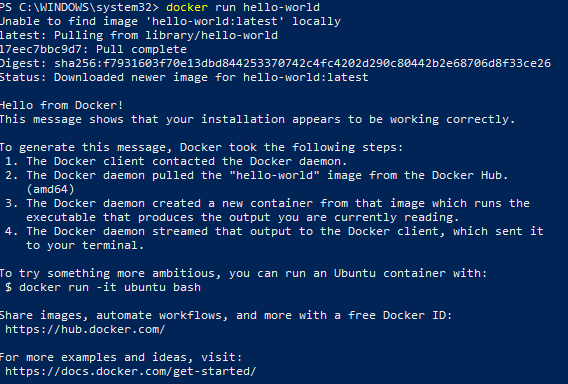 PS C:\WINDOWS\system32> docker run hello-world
Unable to find image 'hello-world:latest' locally
latest: Pulling from library/hello-world
17eec7bbc9d7: Pull complete
Digest: sha256:f7931603f70e13dbd844253370742c4fc4202d290c80442b2e68706d8f33ce26
Status: Downloaded newer image for hello-world:latest
Hello from Docker!
This message shows that your installation appears to be working correctly.
To generate this message, Docker took the following steps:
1. The Docker client contacted the Docker daemon.
2. The Docker daemon pulled the "hello-world" image from the Docker Hub.
(amd64)
3. The Docker daemon created a new container from that image which runs the
executable that produces the output you are currently reading.
4. The Docker daemon streamed that output to the Docker client, which sent it
to your terminal.
To try something more ambitious, you can run an Ubuntu container with:
$ docker run -it ubuntu bash
Share images, automate workflows, and more with a free Docker ID:
https://hub.docker.com/
For more examples and ideas, visit:
https://docs.docker.com/get-started/